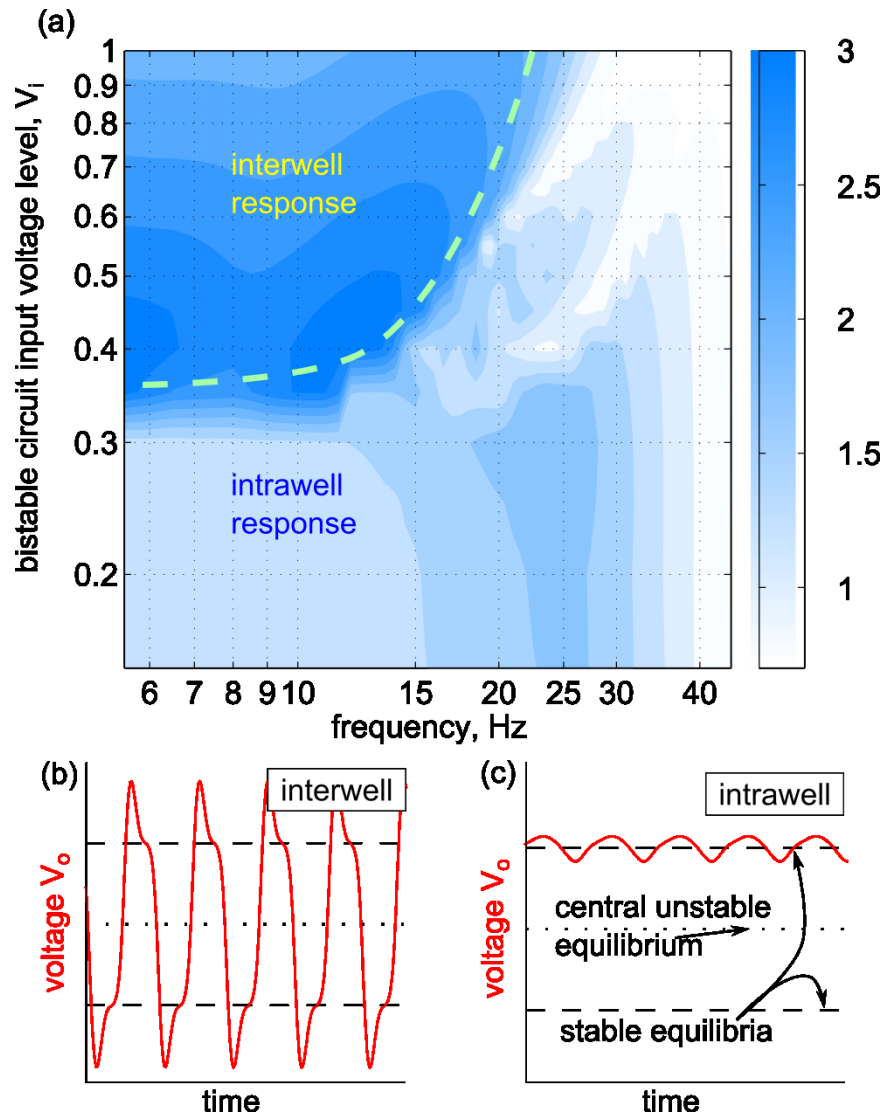 (a)
bistable circuit input voltage level, Vi
1
0.9
0.8
0.7
0.6
0.5
0.4
0.3
0.2
interwell
response
intrawell
response
6 7 8 9 10 15 20 25 30 40
frequency, Hz
3
2.5
2
1.5
1
(b)
interwell
voltage Vo
time
(c)
intrawell
voltage Vo
central unstable
equilibrium
stable equilibria
time